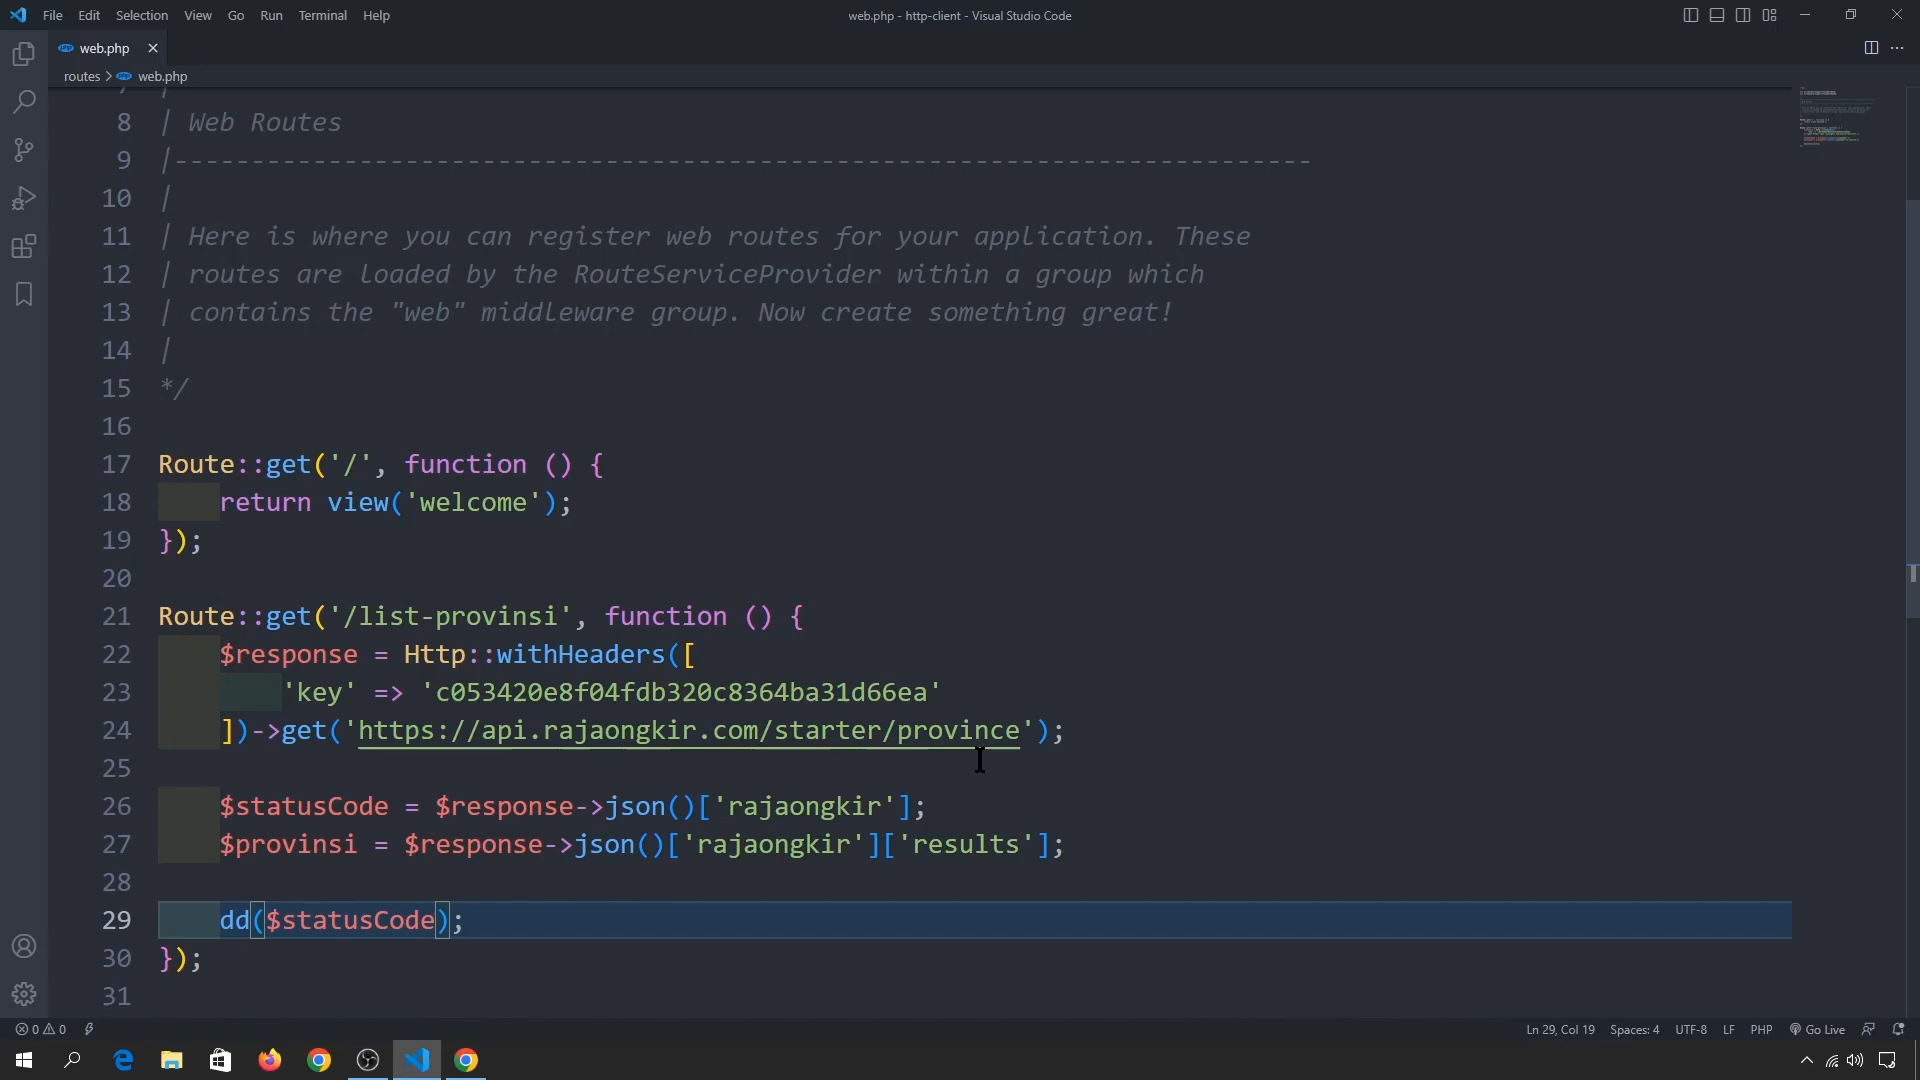 File Edit Selection View Go Run Terminal Help
web.php - http-client - Visual Studio Code
web.php
routes > web.php
8 | Web Routes
9 |--------------------------------------------------------------------------
10 |
11 | Here is where you can register web routes for your application. These
12 | routes are loaded by the RouteServiceProvider within a group which
13 | contains the "web" middleware group. Now create something great!
14 |
15 */
16
17 Route::get('/', function () {
18     return view('welcome');
19 });
20
21 Route::get('/list-provinsi', function () {
22     $response = Http::withHeaders([
23         'key' => 'c053420e8f04fdb320c8364ba31d66ea'
24     ])->get('https://api.rajaongkir.com/starter/province');
25
26     $statusCode = $response->json()['rajaongkir'];
27     $provinsi = $response->json()['rajaongkir']['results'];
28
29     dd($statusCode);
30 });
31
0 0 Ln 29, Col 19 Spaces: 4 UTF-8 LF PHP Go Live